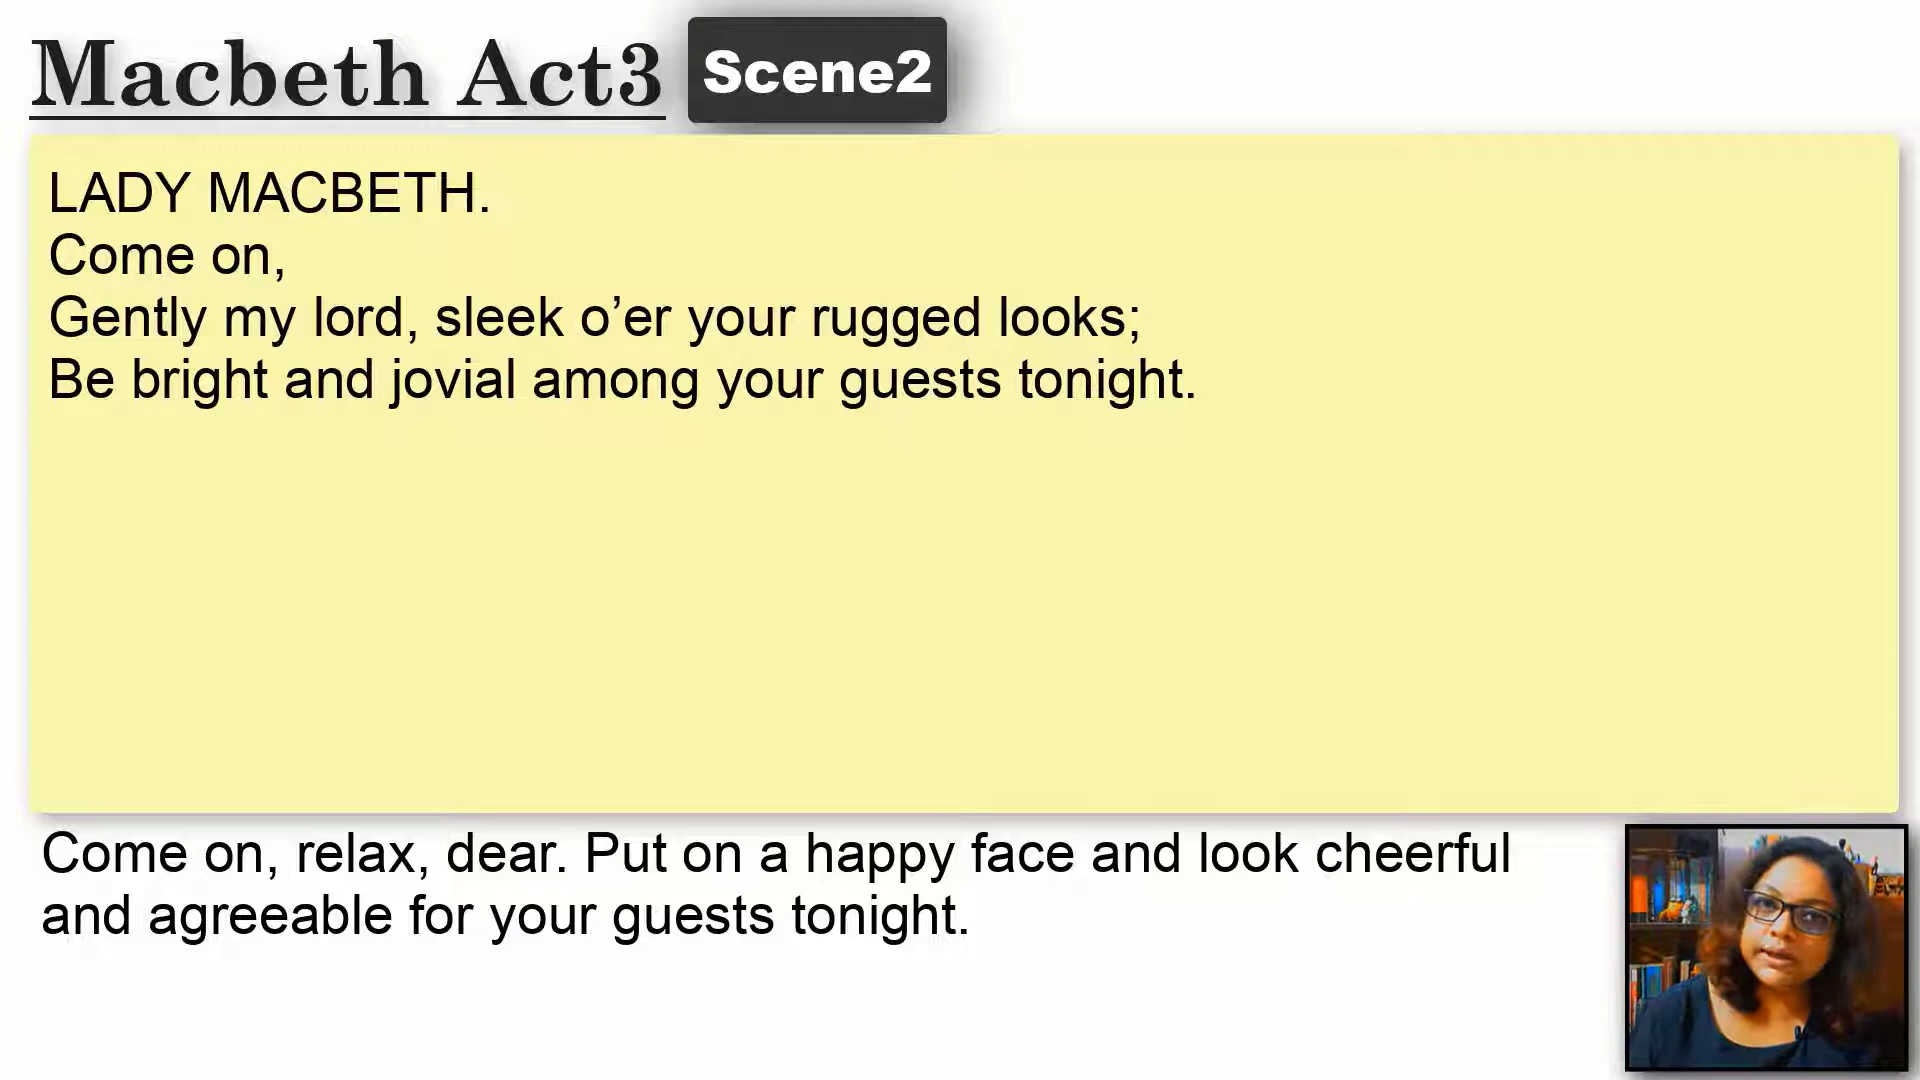 Macbeth Act3 Scene2
LADY MACBETH.
Come on,
Gently my lord, sleek o’er your rugged looks;
Be bright and jovial among your guests tonight.
Come on, relax, dear. Put on a happy face and look cheerful
and agreeable for your guests tonight.